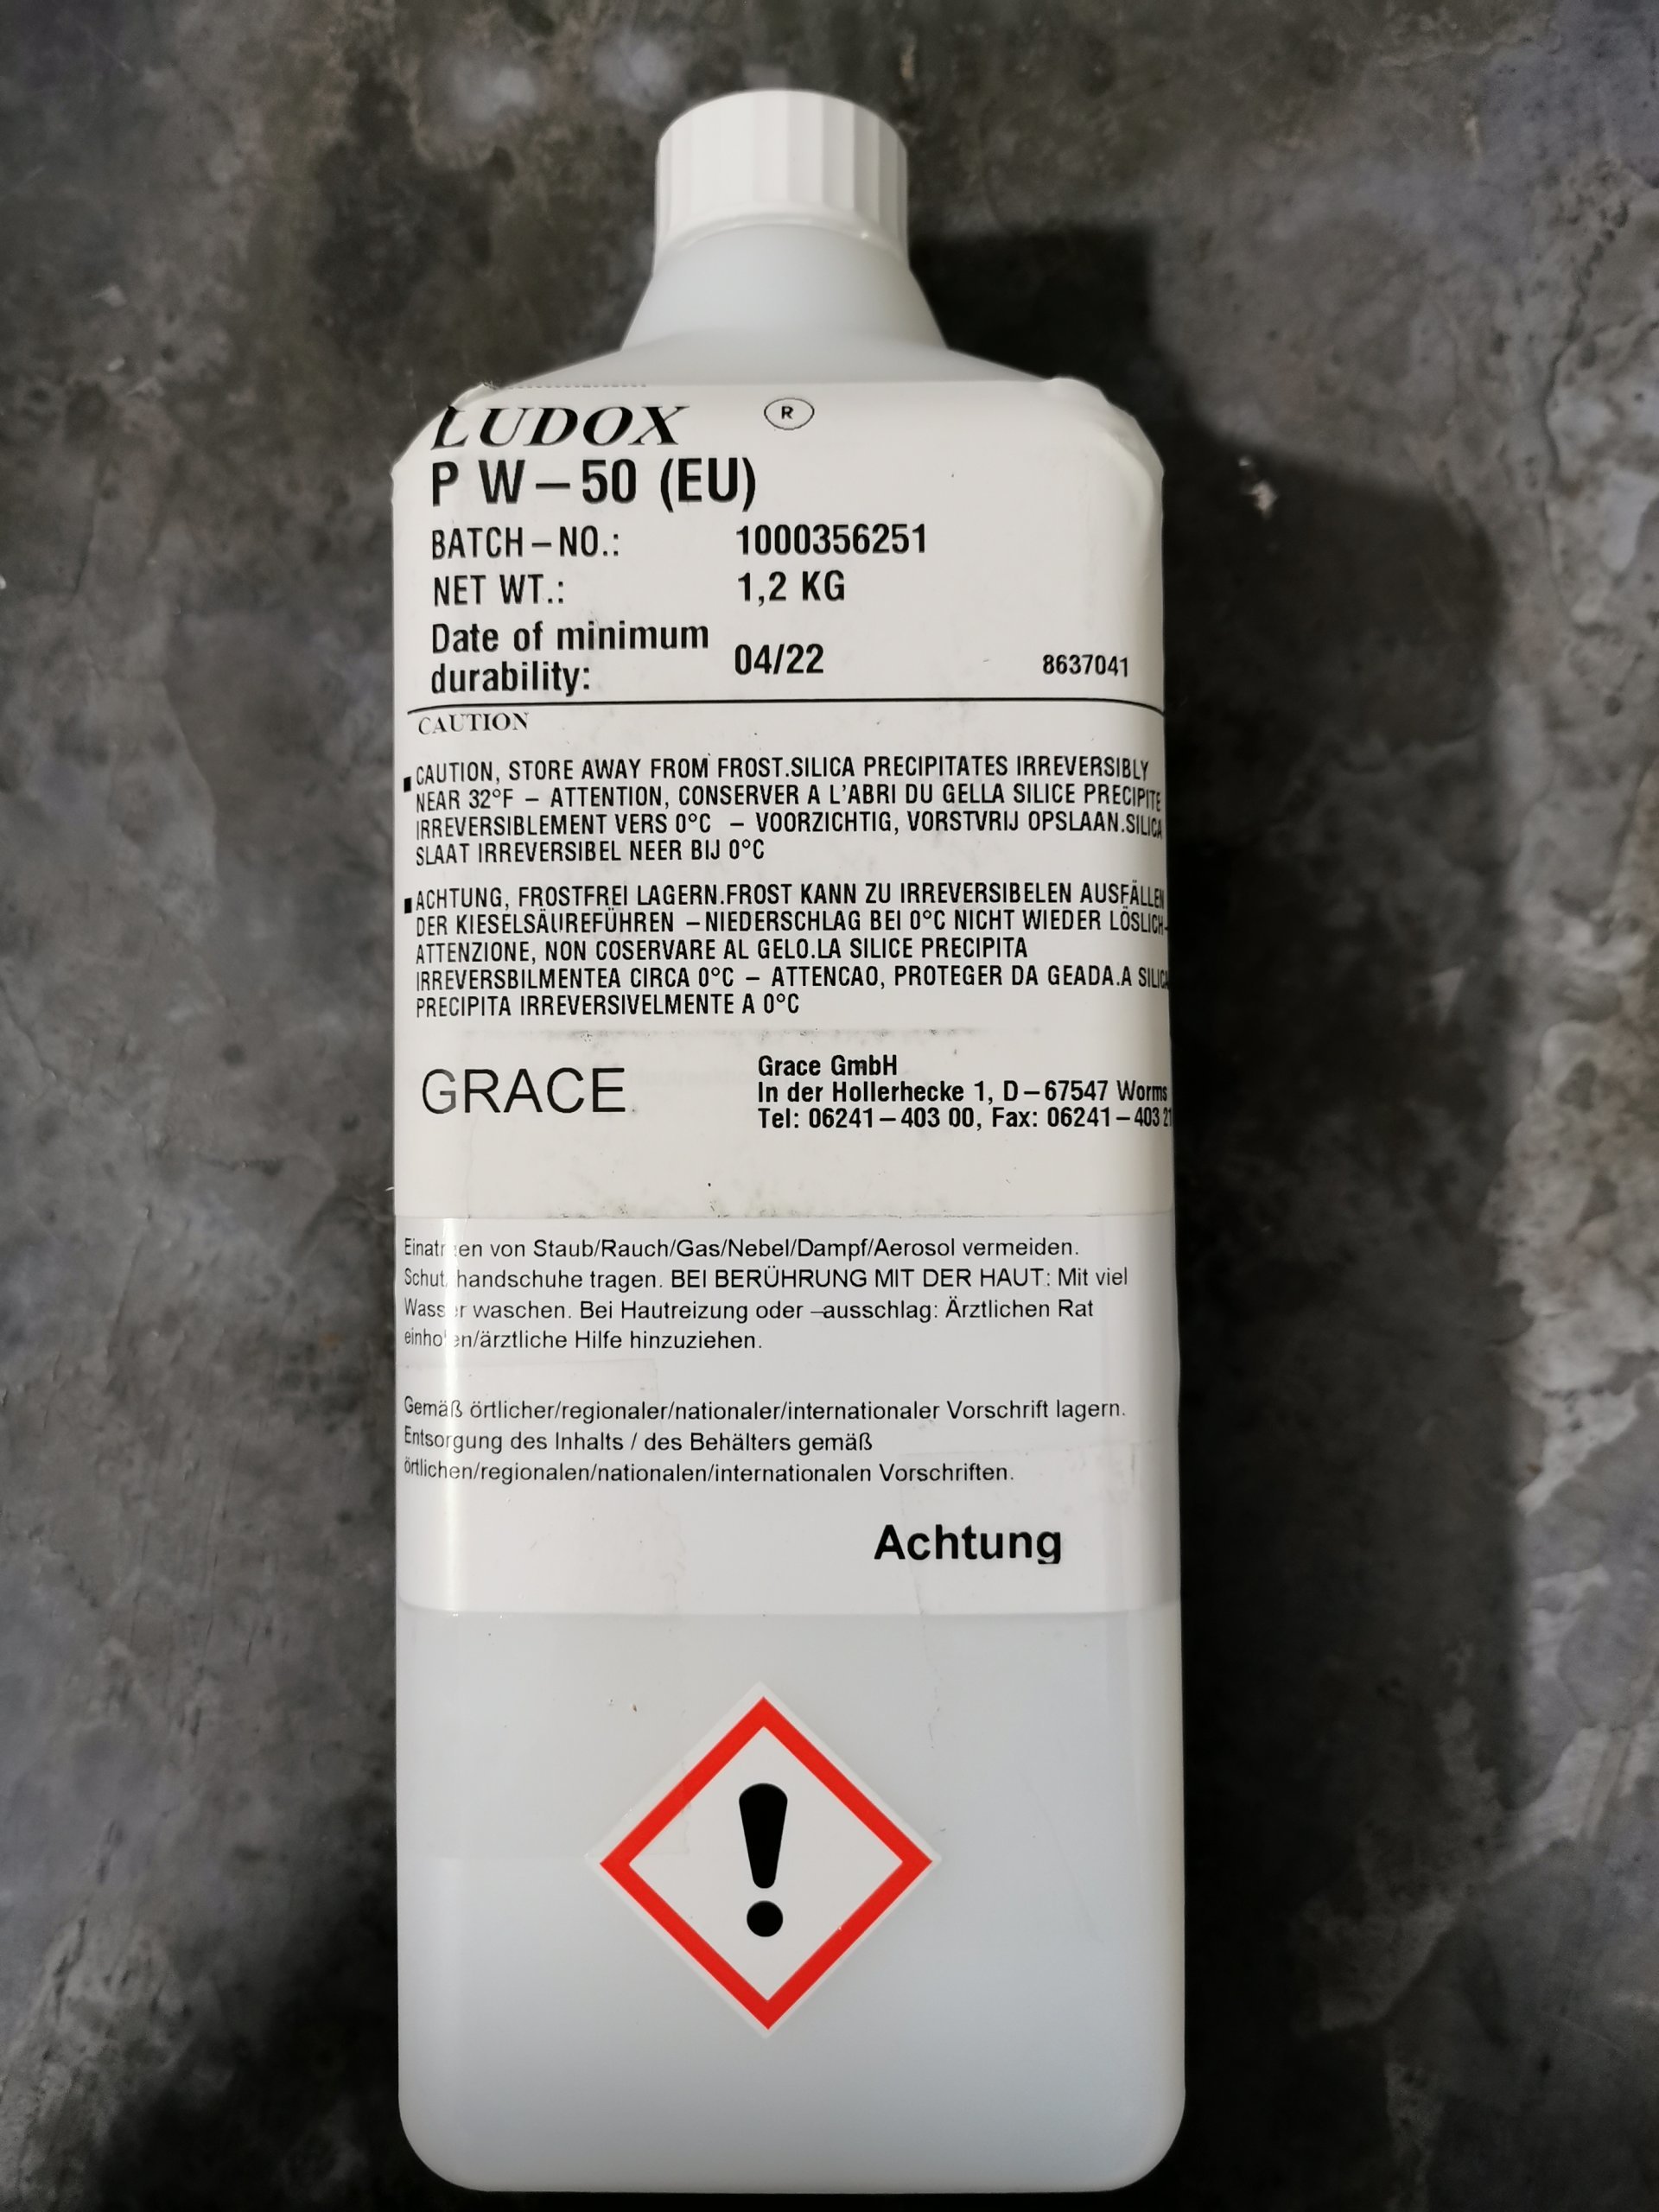 LUDOX ®
P W – 50 (EU)
BATCH – NO.: 1000356251
NET WT.: 1,2 KG
Date of minimum
durability: 04/22 8637041
CAUTION
CAUTION, STORE AWAY FROM FROST.SILICA PRECIPITATES IRREVERSIBLY
NEAR 32°F – ATTENTION, CONSERVER A L'ABRI DU GELLA SILICE PRECIPITE
IRREVERSIBLEMENT VERS 0°C – VOORZICHTIG, VORSTVRIJ OPSLAAN.SILICA
SLAAT IRREVERSIBEL NEER BIJ 0°C
ACHTUNG, FROSTFREI LAGERN.FROST KANN ZU IRREVERSIBELEN AUSFÄLLEN
DER KIESELSÄUREFÜHREN – NIEDERSCHLAG BEI 0°C NICHT WIEDER LÖSLICH-
ATTENZIONE, NON COSERVARE AL GELO.LA SILICE PRECIPITA
IRREVERSBILMENTEA CIRCA 0°C – ATTENCAO, PROTEGER DA GEADA.A SILICA
PRECIPITA IRREVERSIVELMENTE A 0°C
GRACE
Grace GmbH
In der Hollerhecke 1, D – 67547 Worms
Tel: 06241 – 403 00, Fax: 06241 – 403
Einatmen von Staub/Rauch/Gas/Nebel/Dampf/Aerosol vermeiden.
Schutzhandschuhe tragen. BEI BERÜHRUNG MIT DER HAUT: Mit viel
Wasser waschen. Bei Hautreizung oder –ausschlag: Ärztlichen Rat
einholen/ärztliche Hilfe hinzuziehen.
Gemäß örtlicher/regionaler/nationaler/internationaler Vorschrift lagern.
Entsorgung des Inhalts / des Behälters gemäß
örtlichen/regionalen/nationalen/internationalen Vorschriften.
Achtung